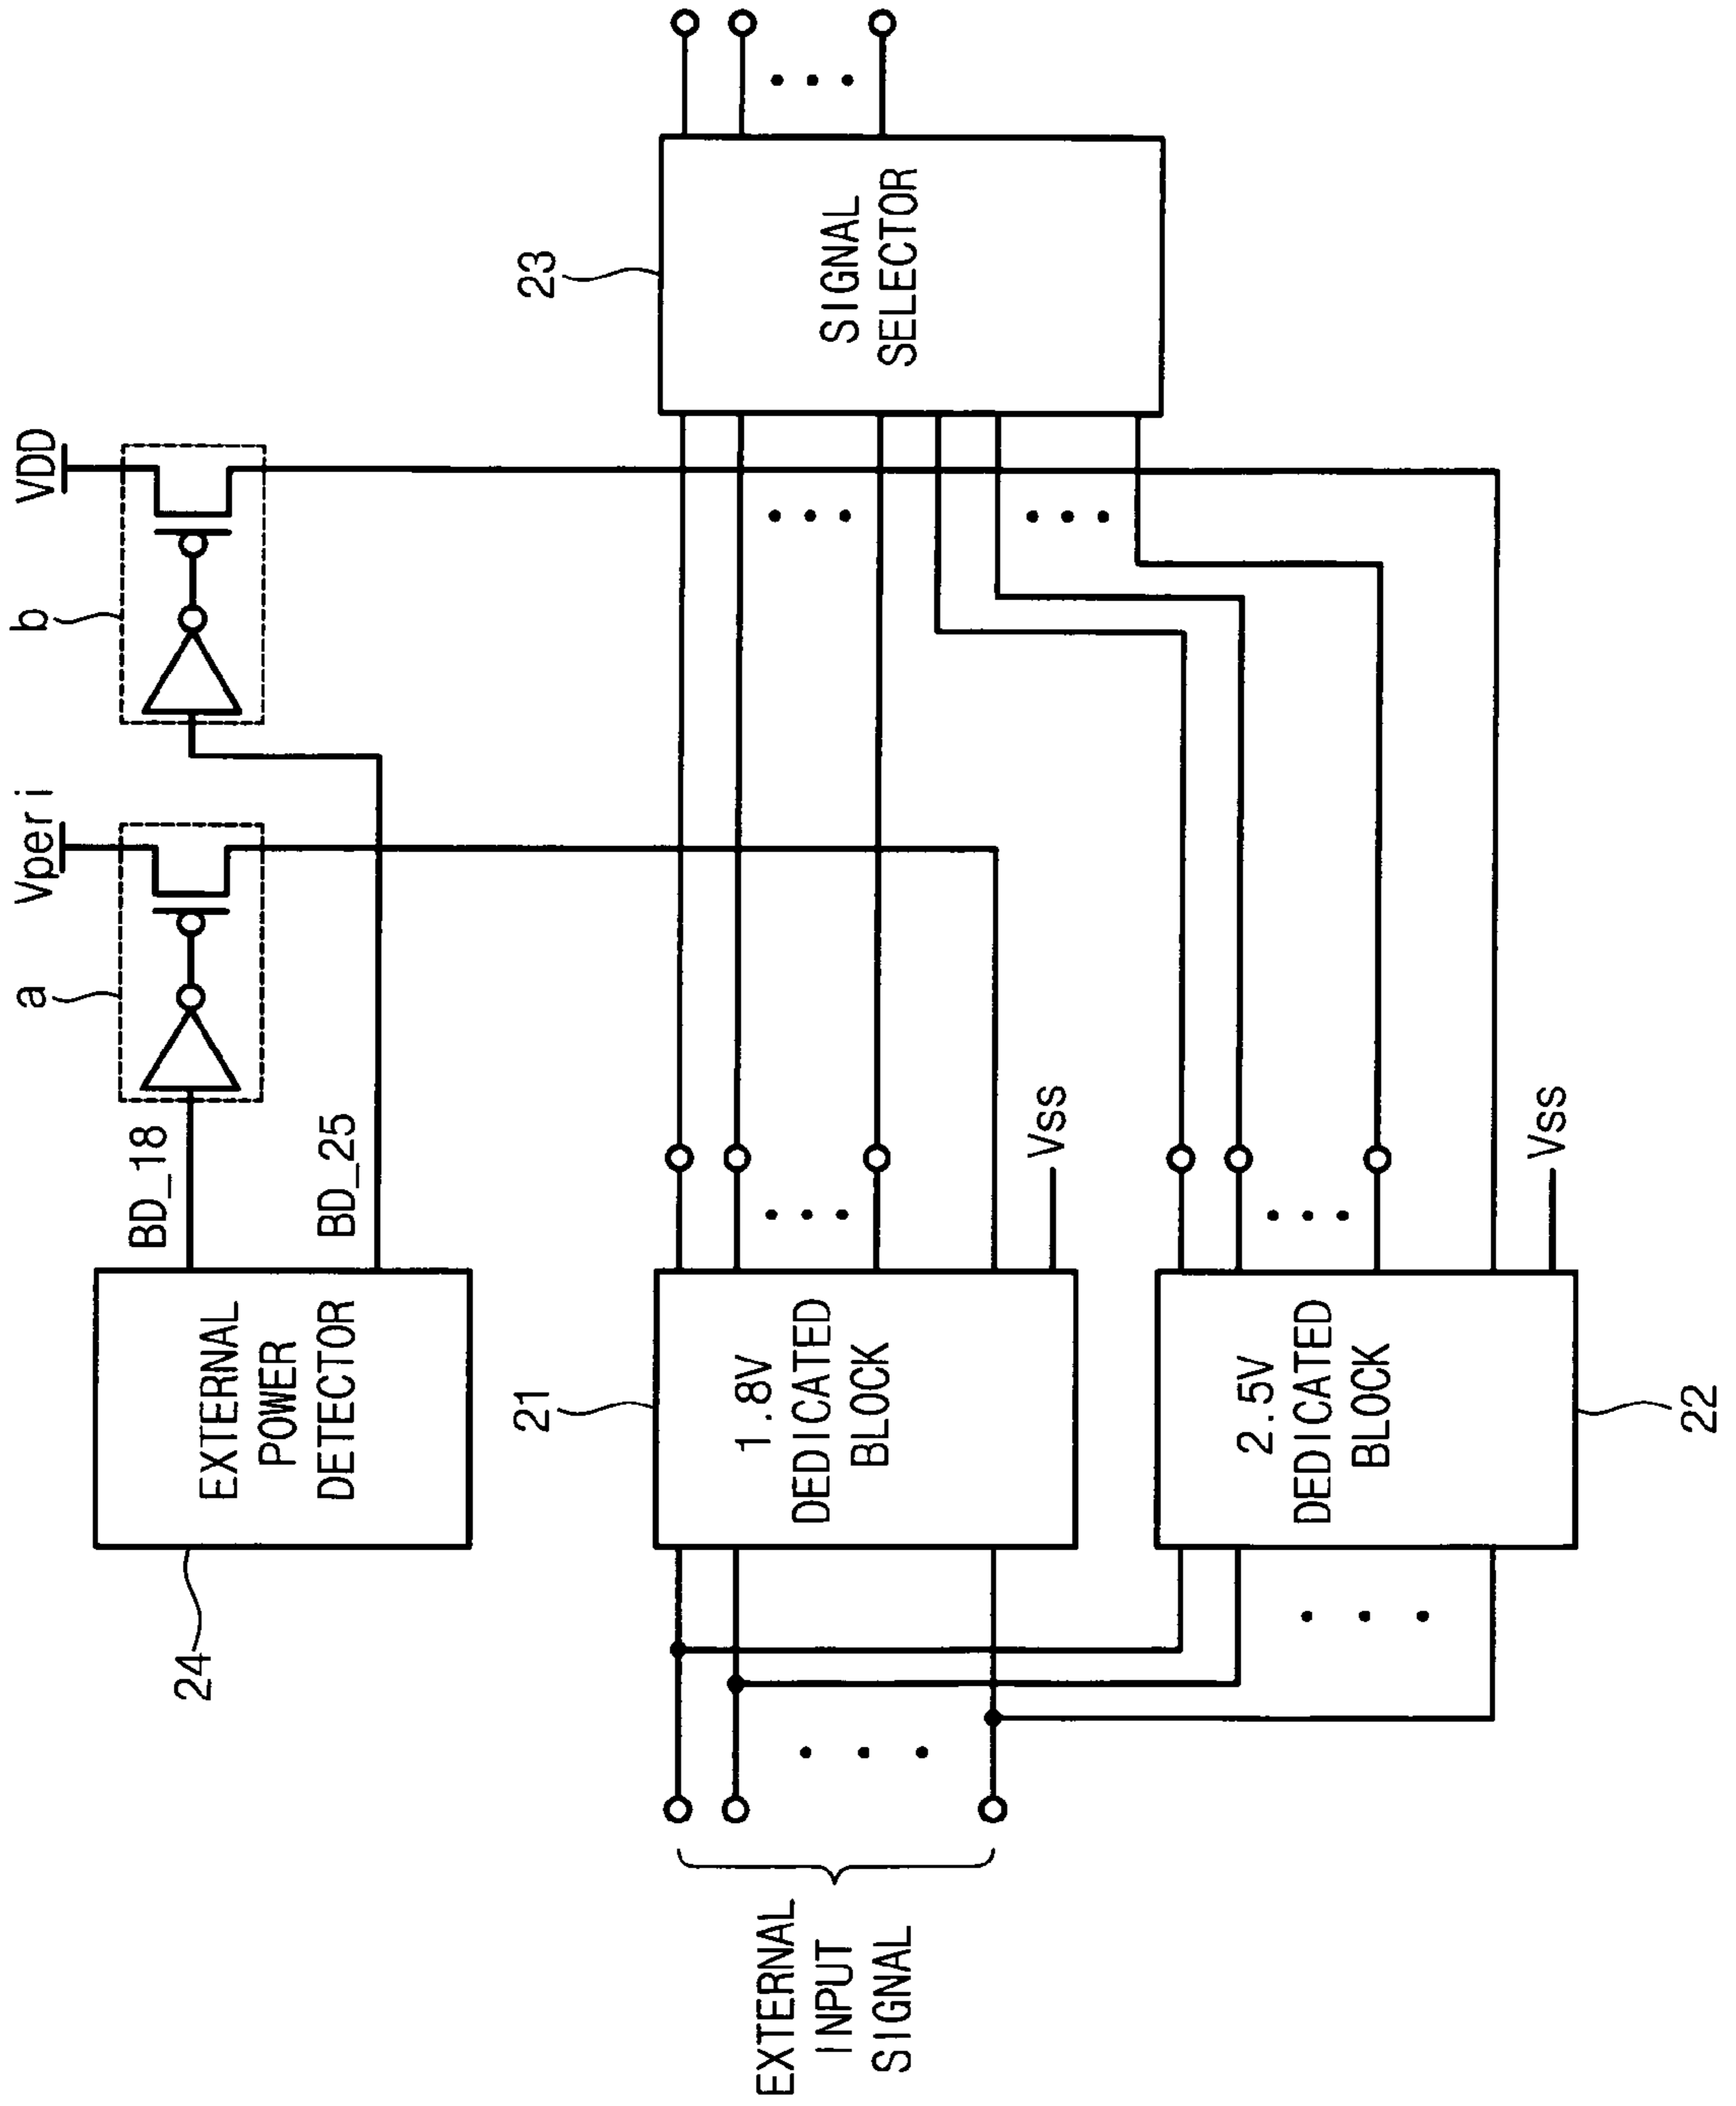 Vperi
VDD
a
b
BD_18
BD_25
EXTERNAL
POWER
DETECTOR
24
21
1.8V
DEDICATED
BLOCK
Vss
23
SIGNAL
SELECTOR
EXTERNAL
INPUT
SIGNAL
2.5V
DEDICATED
BLOCK
Vss
22